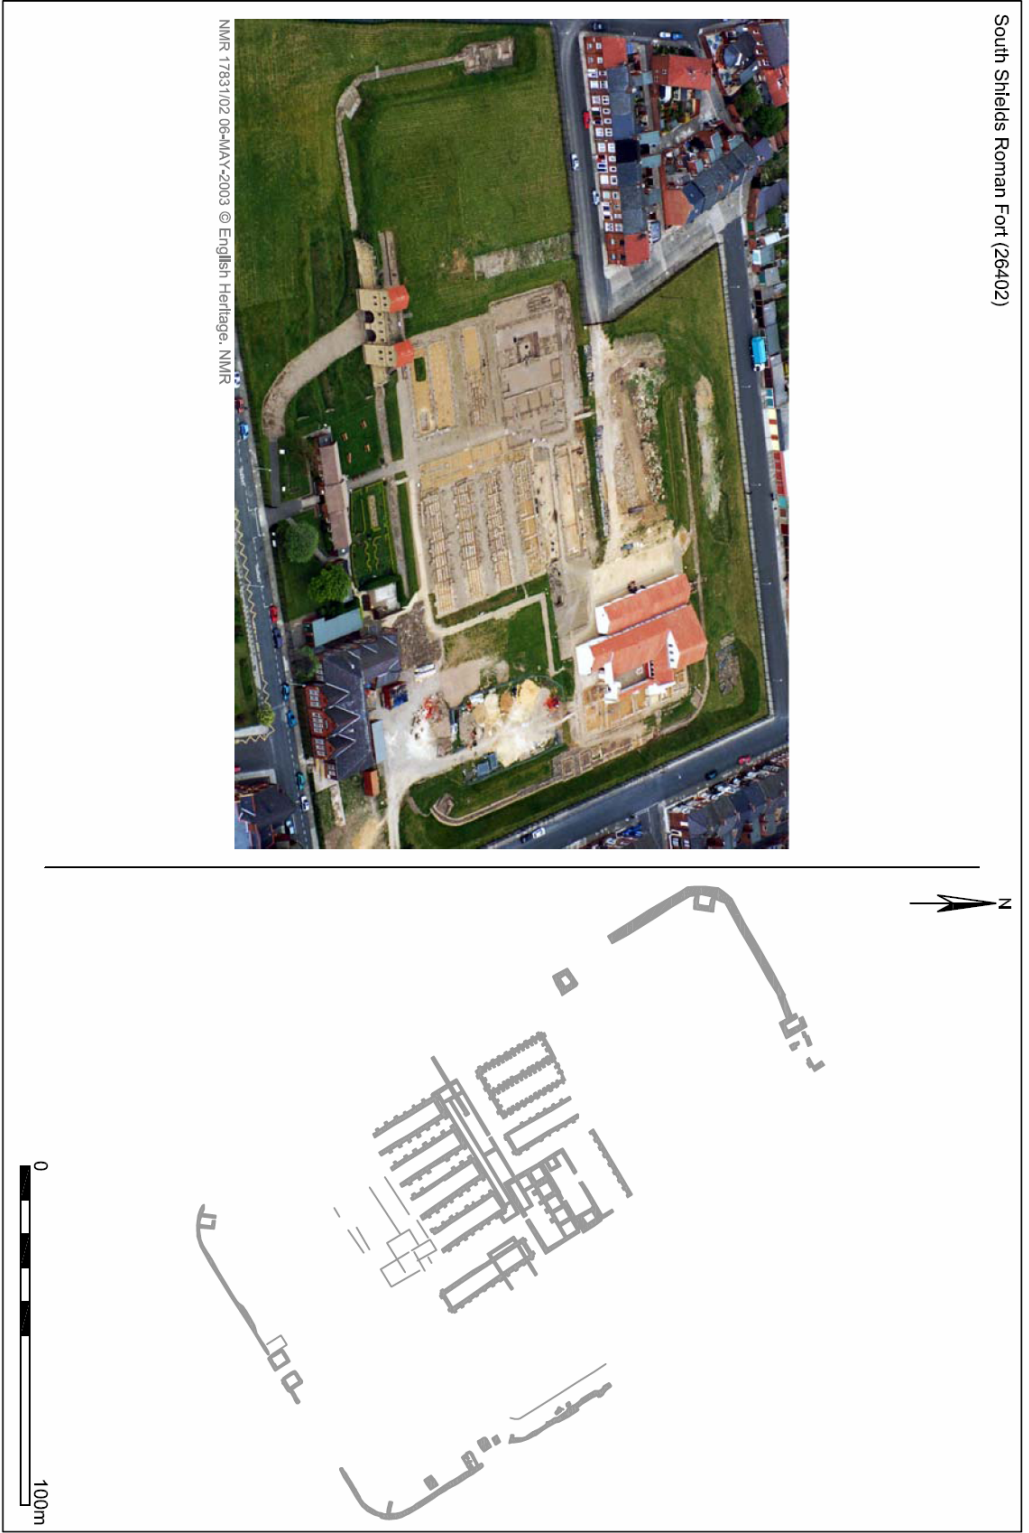 South Shields Roman Fort (26402)
NMR 17831/02 06-MAY-2003 © English Heritage. NMR
N
0
100m